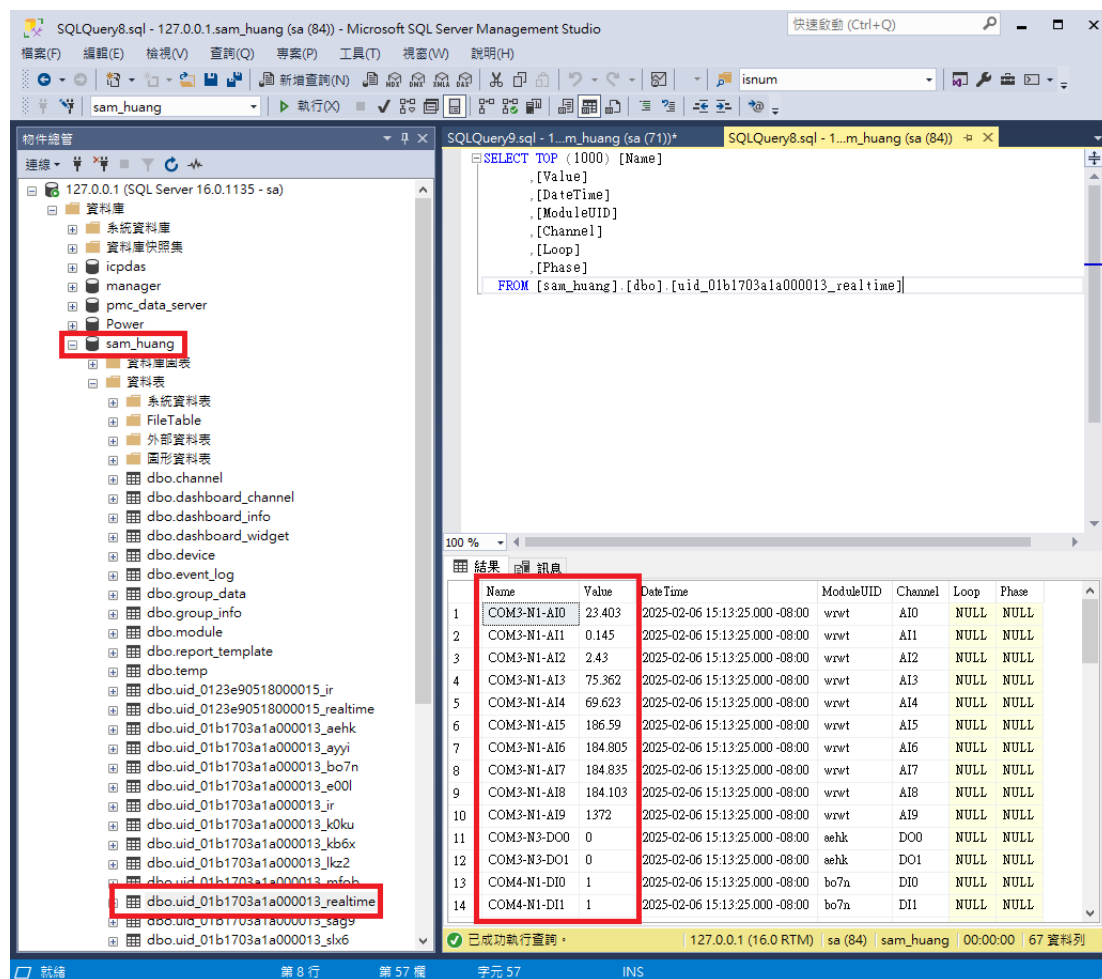 SQLQuery8.sql - 127.0.0.1.sam_huang (sa (84)) - Microsoft SQL Server Management Studio
快速啟動 (Ctrl+Q)
檔案(F) 編輯(E) 檢視(V) 查詢(Q) 專案(P) 工具(T) 視窗(W) 說明(H)
新增查詢(N) MDX DMX XMLA DAX isnum
sam_huang 執行(X)
物件總管
SQLQuery9.sql - 1...m_huang (sa (71))* SQLQuery8.sql - 1...m_huang (sa (84))
連線
127.0.0.1 (SQL Server 16.0.1135 - sa)
資料庫
系統資料庫
資料庫快照集
icpdas
manager
pmc_data_server
Power
sam_huang
資料庫圖表
資料表
系統資料表
FileTable
外部資料表
圖形資料表
dbo.channel
dbo.dashboard_channel
dbo.dashboard_info
dbo.dashboard_widget
dbo.device
dbo.event_log
dbo.group_data
dbo.group_info
dbo.module
dbo.report_template
dbo.temp
dbo.uid_0123e90518000015_ir
dbo.uid_0123e90518000015_realtime
dbo.uid_01b1703a1a000013_aehk
dbo.uid_01b1703a1a000013_ayyi
dbo.uid_01b1703a1a000013_bo7n
dbo.uid_01b1703a1a000013_e00l
dbo.uid_01b1703a1a000013_ir
dbo.uid_01b1703a1a000013_k0ku
dbo.uid_01b1703a1a000013_kb6x
dbo.uid_01b1703a1a000013_lkz2
dbo.uid_01b1703a1a000013_mfob
dbo.uid_01b1703a1a000013_realtime
dbo.uid_01b1703a1a000013_sag9
dbo.uid_01b1703a1a000013_slx6
SELECT TOP (1000) [Name]
,[Value]
,[DateTime]
,[ModuleUID]
,[Channel]
,[Loop]
,[Phase]
FROM [sam_huang].[dbo].[uid_01b1703a1a000013_realtime]
100 %
結果 訊息
Name Value DateTime ModuleUID Channel Loop Phase
1 COM3-N1-AI0 23.403 2025-02-06 15:13:25.000 -08:00 wrwt AI0 NULL NULL
2 COM3-N1-AI1 0.145 2025-02-06 15:13:25.000 -08:00 wrwt AI1 NULL NULL
3 COM3-N1-AI2 2.43 2025-02-06 15:13:25.000 -08:00 wrwt AI2 NULL NULL
4 COM3-N1-AI3 75.362 2025-02-06 15:13:25.000 -08:00 wrwt AI3 NULL NULL
5 COM3-N1-AI4 69.623 2025-02-06 15:13:25.000 -08:00 wrwt AI4 NULL NULL
6 COM3-N1-AI5 186.59 2025-02-06 15:13:25.000 -08:00 wrwt AI5 NULL NULL
7 COM3-N1-AI6 184.805 2025-02-06 15:13:25.000 -08:00 wrwt AI6 NULL NULL
8 COM3-N1-AI7 184.835 2025-02-06 15:13:25.000 -08:00 wrwt AI7 NULL NULL
9 COM3-N1-AI8 184.103 2025-02-06 15:13:25.000 -08:00 wrwt AI8 NULL NULL
10 COM3-N1-AI9 1372 2025-02-06 15:13:25.000 -08:00 wrwt AI9 NULL NULL
11 COM3-N3-DO0 0 2025-02-06 15:13:25.000 -08:00 aehk DO0 NULL NULL
12 COM3-N3-DO1 0 2025-02-06 15:13:25.000 -08:00 aehk DO1 NULL NULL
13 COM4-N1-DI0 1 2025-02-06 15:13:25.000 -08:00 bo7n DI0 NULL NULL
14 COM4-N1-DI1 1 2025-02-06 15:13:25.000 -08:00 bo7n DI1 NULL NULL
已成功執行查詢。 127.0.0.1 (16.0 RTM) sa (84) sam_huang 00:00:00 67 資料列
就緒 第 8 行 第 57 欄 字元 57 INS